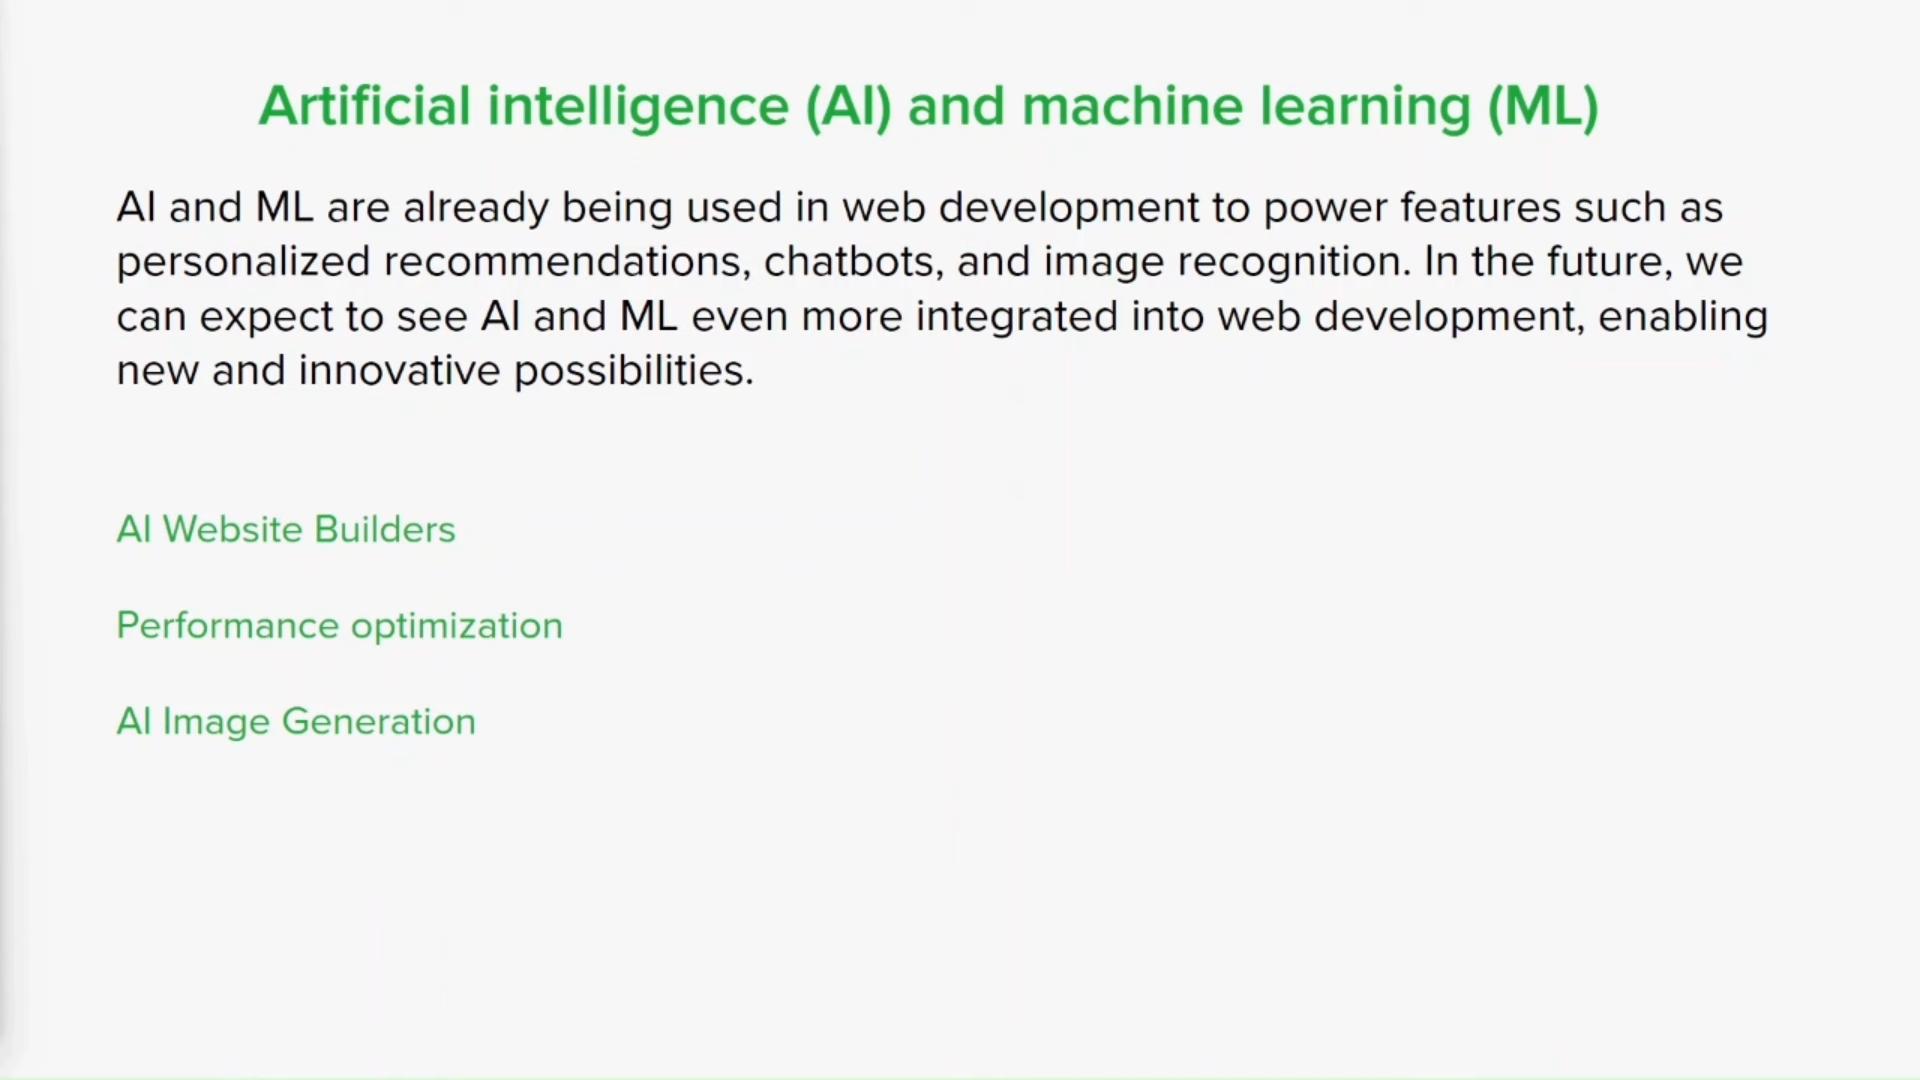 Artificial intelligence (AI) and machine learning (ML)
AI and ML are already being used in web development to power features such as
personalized recommendations, chatbots, and image recognition. In the future, we
can expect to see AI and ML even more integrated into web development, enabling
new and innovative possibilities.
AI Website Builders
Performance optimization
AI Image Generation